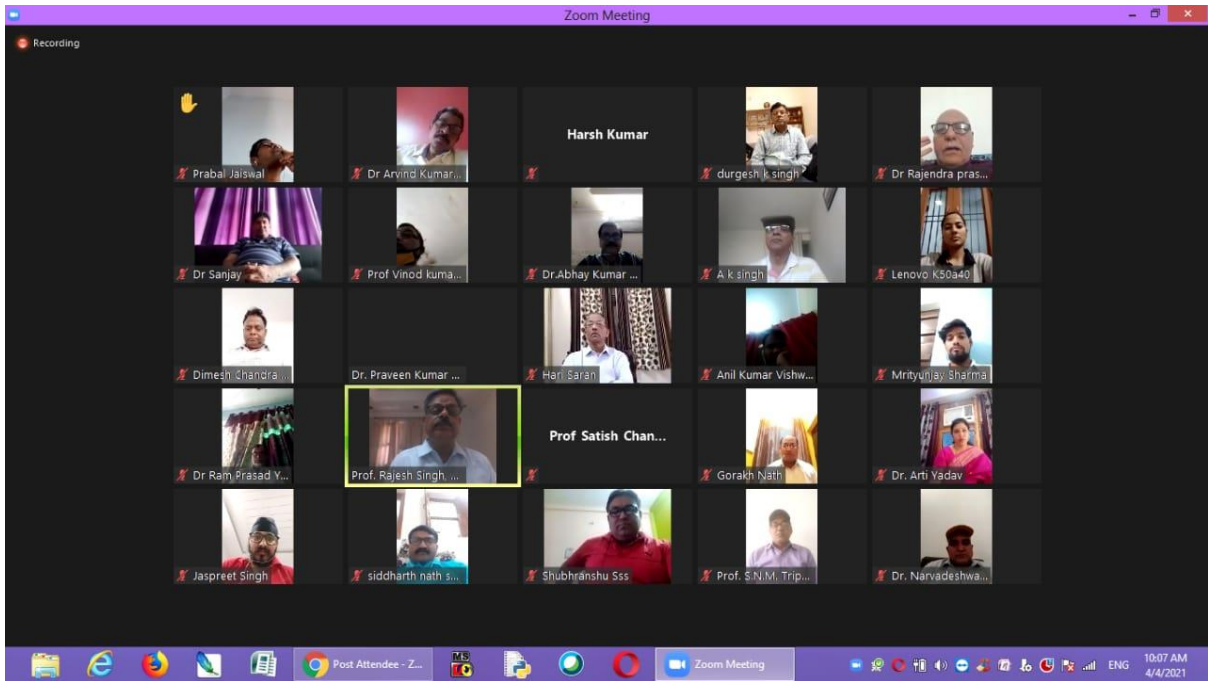 Zoom Meeting
Recording
Prabal Jaiswal
Dr Arvind Kumar...
Harsh Kumar
durgesh k singh
Dr Rajendra pras...
Dr Sanjay
Prof Vinod kuma...
Dr.Abhay Kumar ...
A k singh
Lenovo K50a40
Dimesh Chandra ...
Dr. Praveen Kumar ...
Hari Saran
Anil Kumar Vishw...
Mrityunjay Sharma
Dr Ram Prasad Y...
Prof. Rajesh Singh, ...
Prof Satish Chan...
Gorakh Nath
Dr. Arti Yadav
Jaspreet Singh
siddharth nath s...
Shubhranshu Sss
Prof. S.N.M. Trip...
Dr. Narvadeshwa...
Post Attendee - Z...
MS
Zoom Meeting
ENG
10:07 AM
4/4/2021